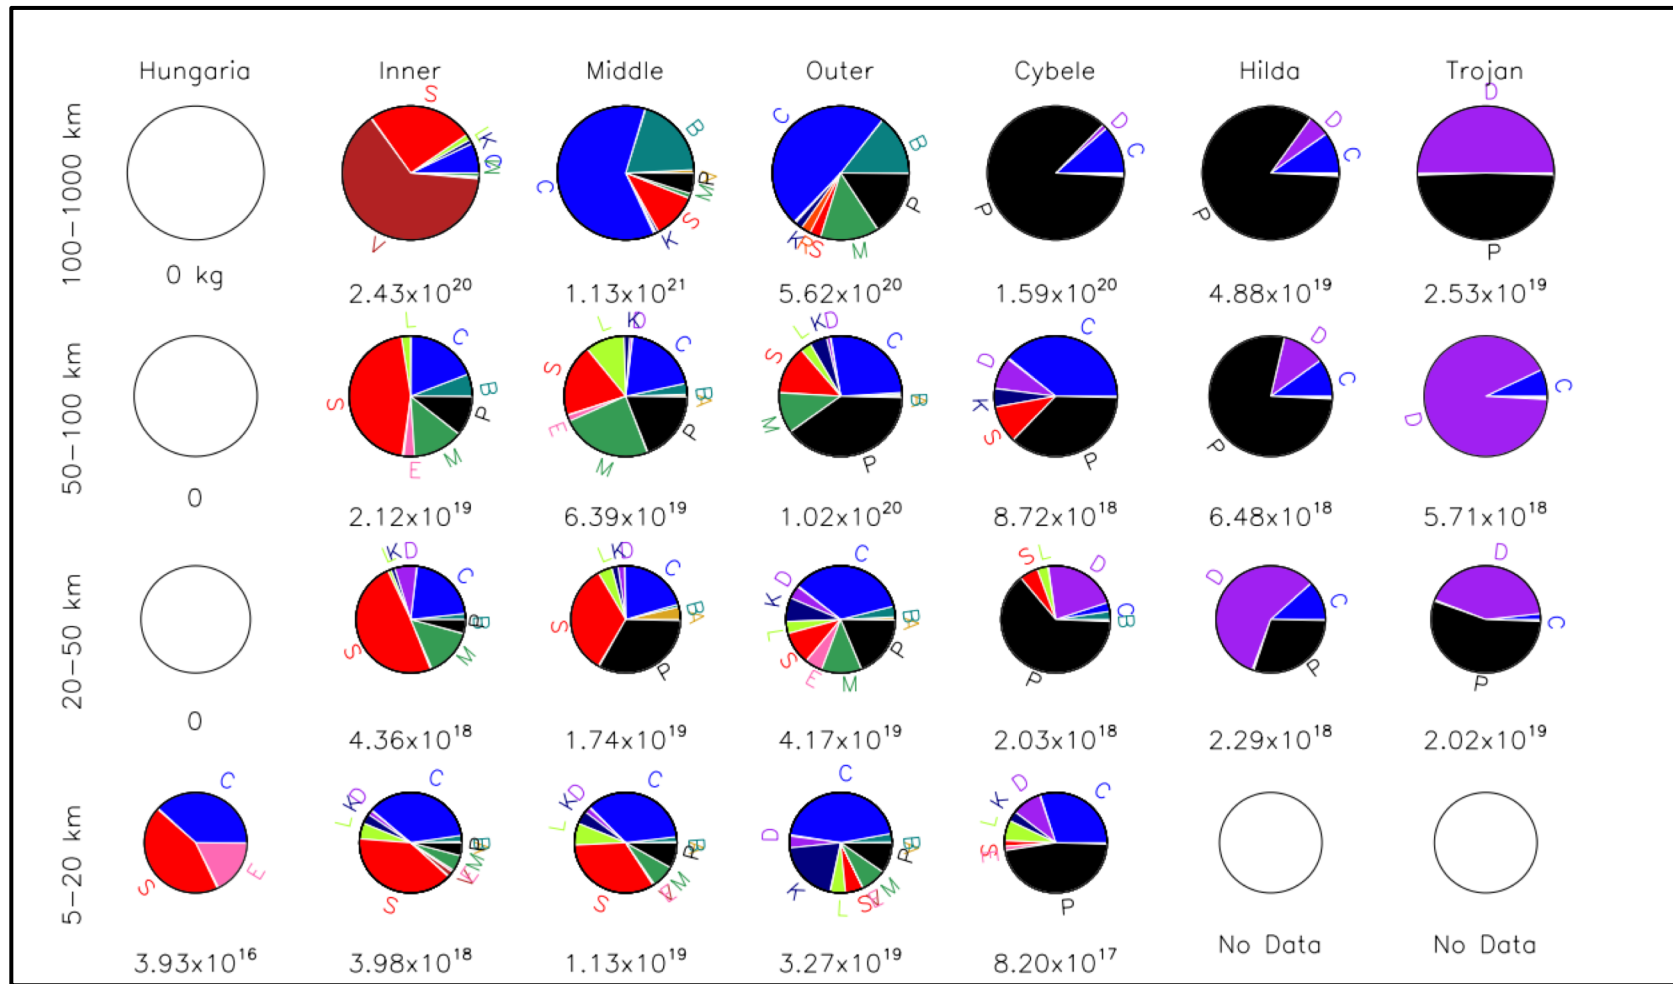 Hungaria Inner Middle Outer Cybele Hilda Trojan
100-1000 km
S L K C M V
C B A P M S K
C B P M S R K
D C P
D C P
D P
0 kg 2.43x10²⁰ 1.13x10²¹ 5.62x10²⁰ 1.59x10²⁰ 4.88x10¹⁹ 2.53x10¹⁹
50-100 km
L C B P M E S
L K D C B A P M E S
L K D C B A P M S
C D K S P
D C P
C D
0 2.12x10¹⁹ 6.39x10¹⁹ 1.02x10²⁰ 8.72x10¹⁸ 6.48x10¹⁸ 5.71x10¹⁸
20-50 km
L K D C B P M S
L K D C B A P S
C B A P M E S L K D
S L D C B P
D C P
D C P
0 4.36x10¹⁸ 1.74x10¹⁹ 4.17x10¹⁹ 2.03x10¹⁸ 2.29x10¹⁸ 2.02x10¹⁹
5-20 km
C E S
L K D C B P M V S
L K D C B P M S
C B P M S L K D
D C K L S P
3.93x10¹⁶ 3.98x10¹⁸ 1.13x10¹⁹ 3.27x10¹⁹ 8.20x10¹⁷ No Data No Data